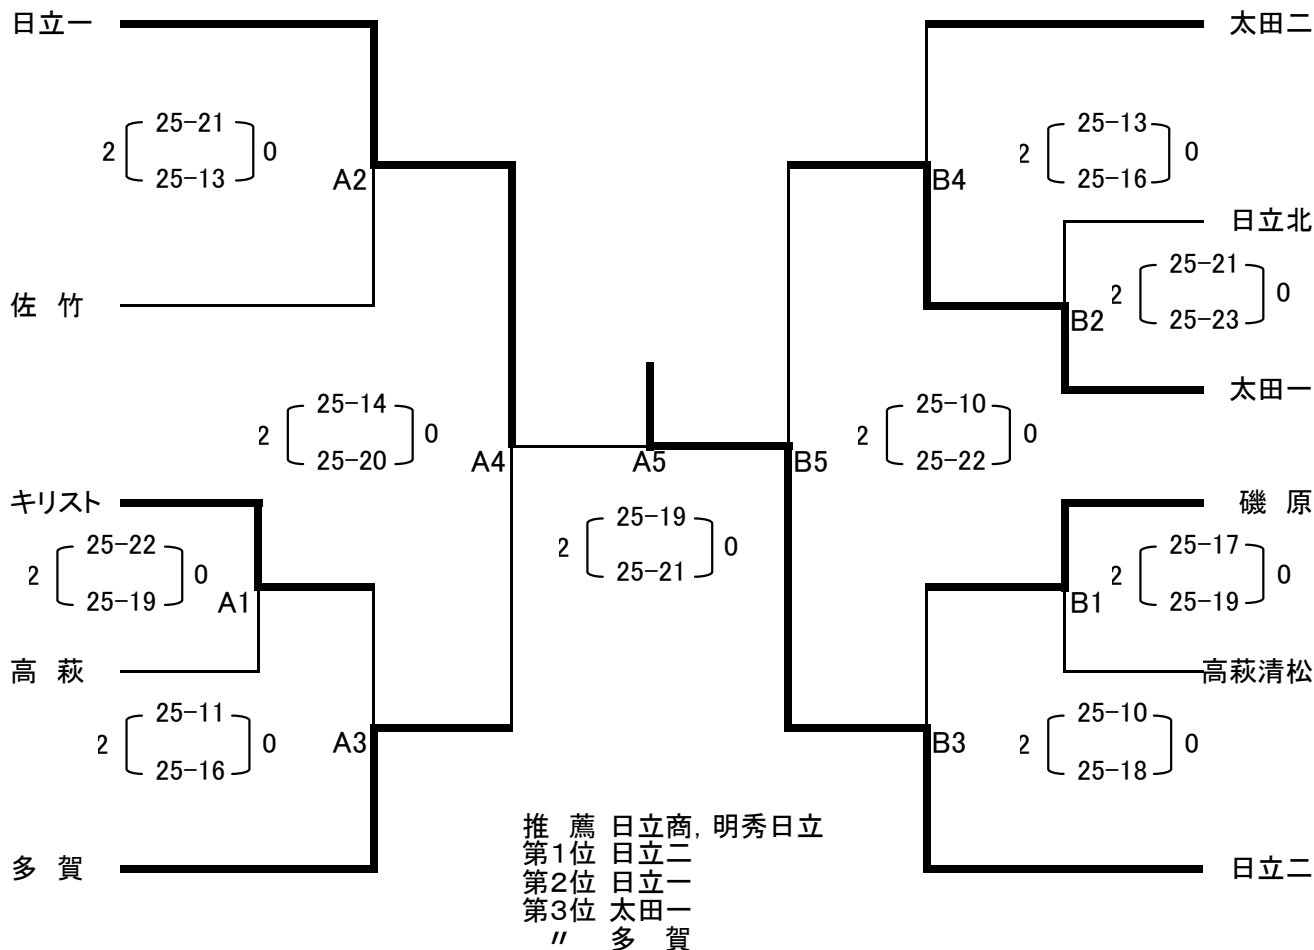 日立一
太田二
25-21
2 0
25-13
A2
25-13
2 0
25-16
B4
日立北
25-21
2 0
25-23
B2
佐 竹
太田一
25-14
2 0
25-20
A4
A5
25-10
2 0
25-22
B5
キリスト
磯 原
25-22
2 0
25-19
A1
25-19
2 0
25-21
25-17
2 0
25-19
B1
高 萩
高萩清松
25-11
2 0
25-16
A3
25-10
2 0
25-18
B3
多 賀
日立二
推 薦 日立商, 明秀日立
第1位 日立二
第2位 日立一
第3位 太田一
〃 多 賀